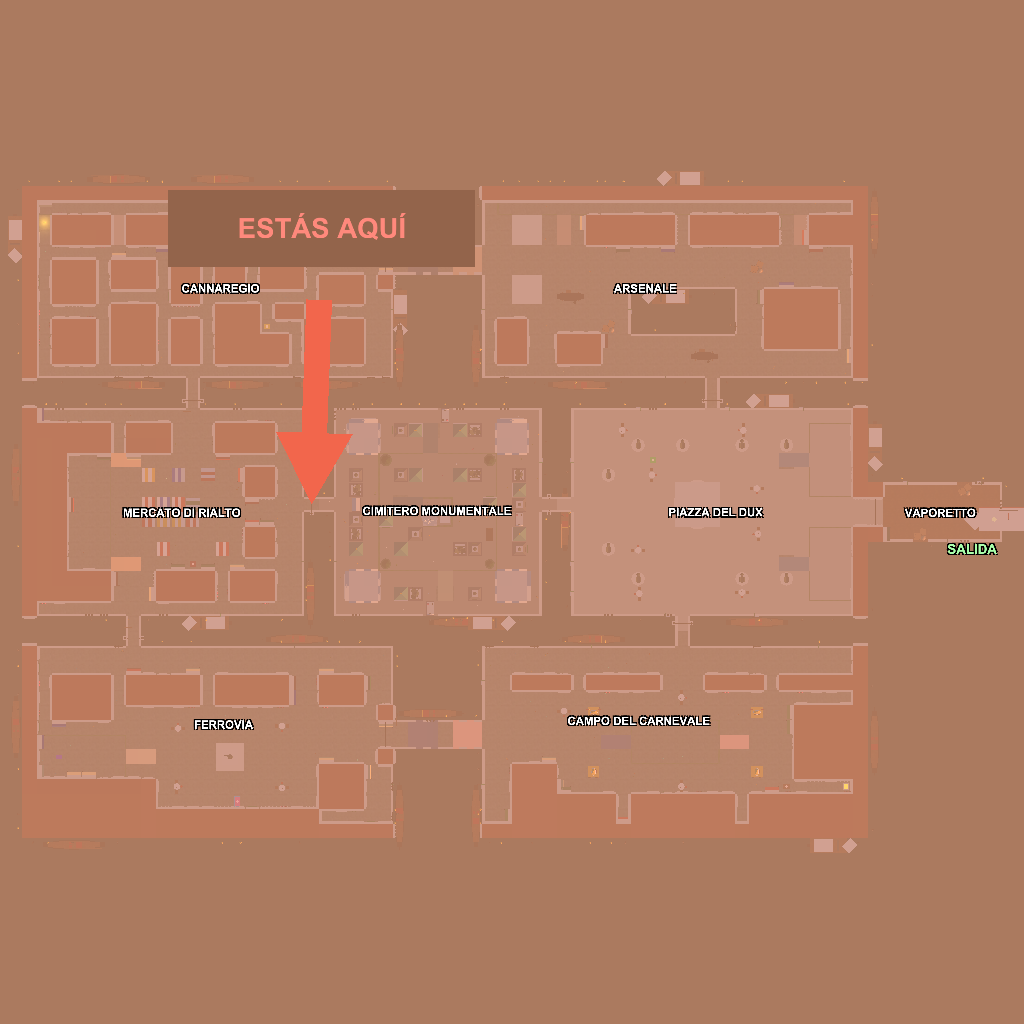 ESTÁS AQUÍ
CANNAREGIO
ARSENALE
MERCATO DI RIALTO
CIMITERO MONUMENTALE
PIAZZA DEL DUX
VAPORETTO
SALIDA
FERROVIA
CAMPO DEL CARNEVALE